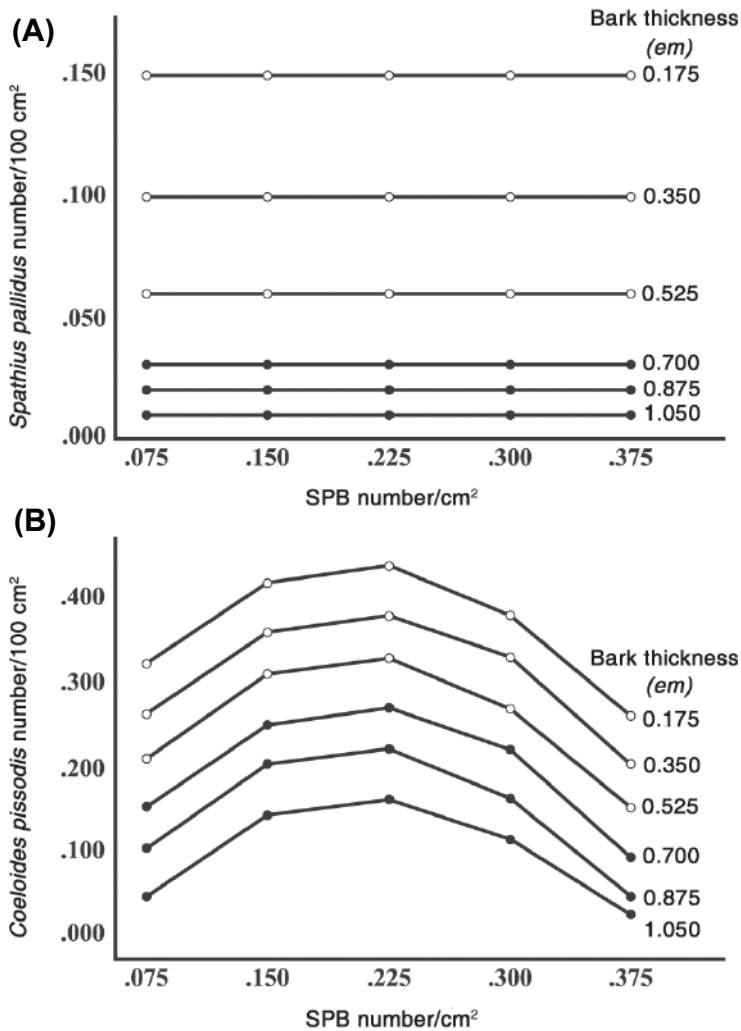 (A)
Bark thickness
(em)
Spathius pallidus number/100 cm²
.150
.100
.050
.000
0.175
0.350
0.525
0.700
0.875
1.050
.075 .150 .225 .300 .375
SPB number/cm²
(B)
Coeloides pissodis number/100 cm²
.400
.300
.200
.100
.000
Bark thickness
(em)
0.175
0.350
0.525
0.700
0.875
1.050
.075 .150 .225 .300 .375
SPB number/cm²